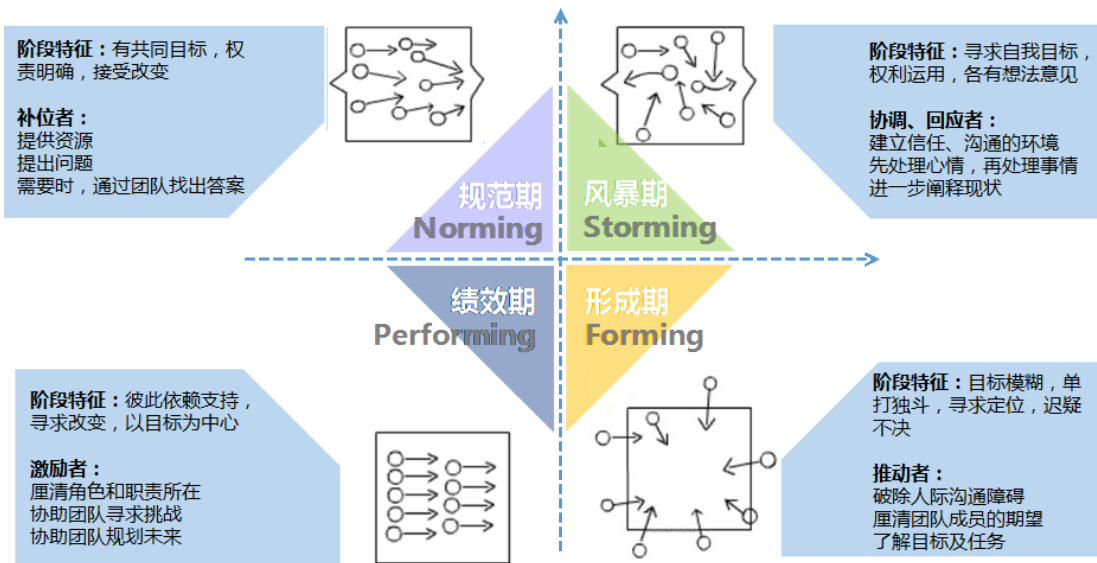 阶段特征：有共同目标，权
责明确，接受改变
补位者：
提供资源
提出问题
需要时，通过团队找出答案
阶段特征：寻求自我目标，
权利运用，各有想法意见
协调、回应者：
建立信任、沟通的环境
先处理心情，再处理事情
进一步阐释现状
规范期
Norming
风暴期
Storming
绩效期
Performing
形成期
Forming
阶段特征：彼此依赖支持，
寻求改变，以目标为中心
激励者：
厘清角色和职责所在
协助团队寻求挑战
协助团队规划未来
阶段特征：目标模糊，单
打独斗，寻求定位，迟疑
不决
推动者：
破除人际沟通障碍
厘清团队成员的期望
了解目标及任务